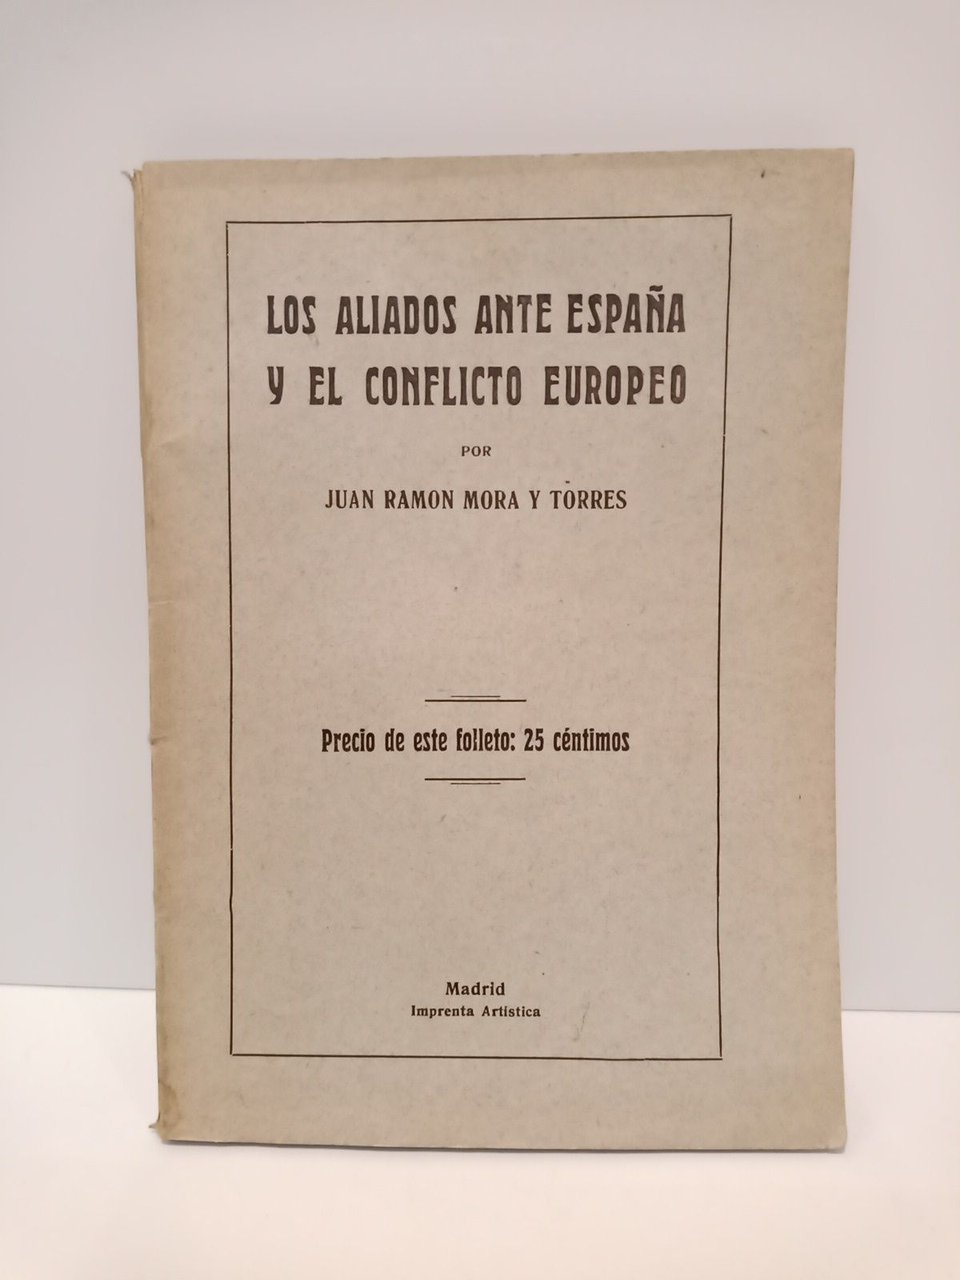 LOS ALIADOS ANTE ESPAÑA
Y EL CONFLICTO EUROPEO
POR
JUAN RAMON MORA Y TORRES
Precio de este folleto: 25 céntimos
Madrid
Imprenta Artística